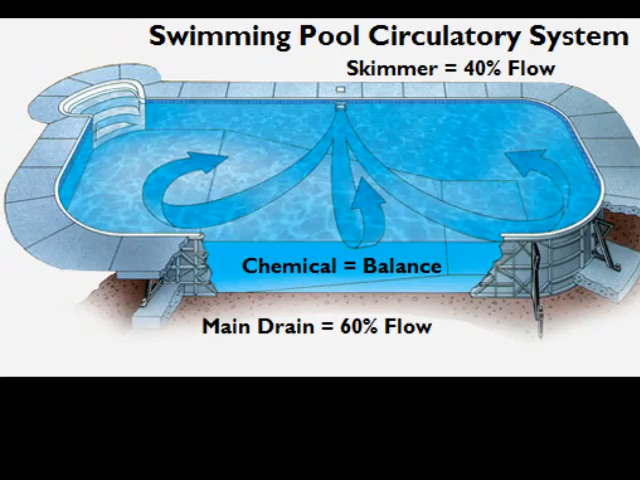 Swimming Pool Circulatory System
Skimmer = 40% Flow
Chemical = Balance
Main Drain = 60% Flow